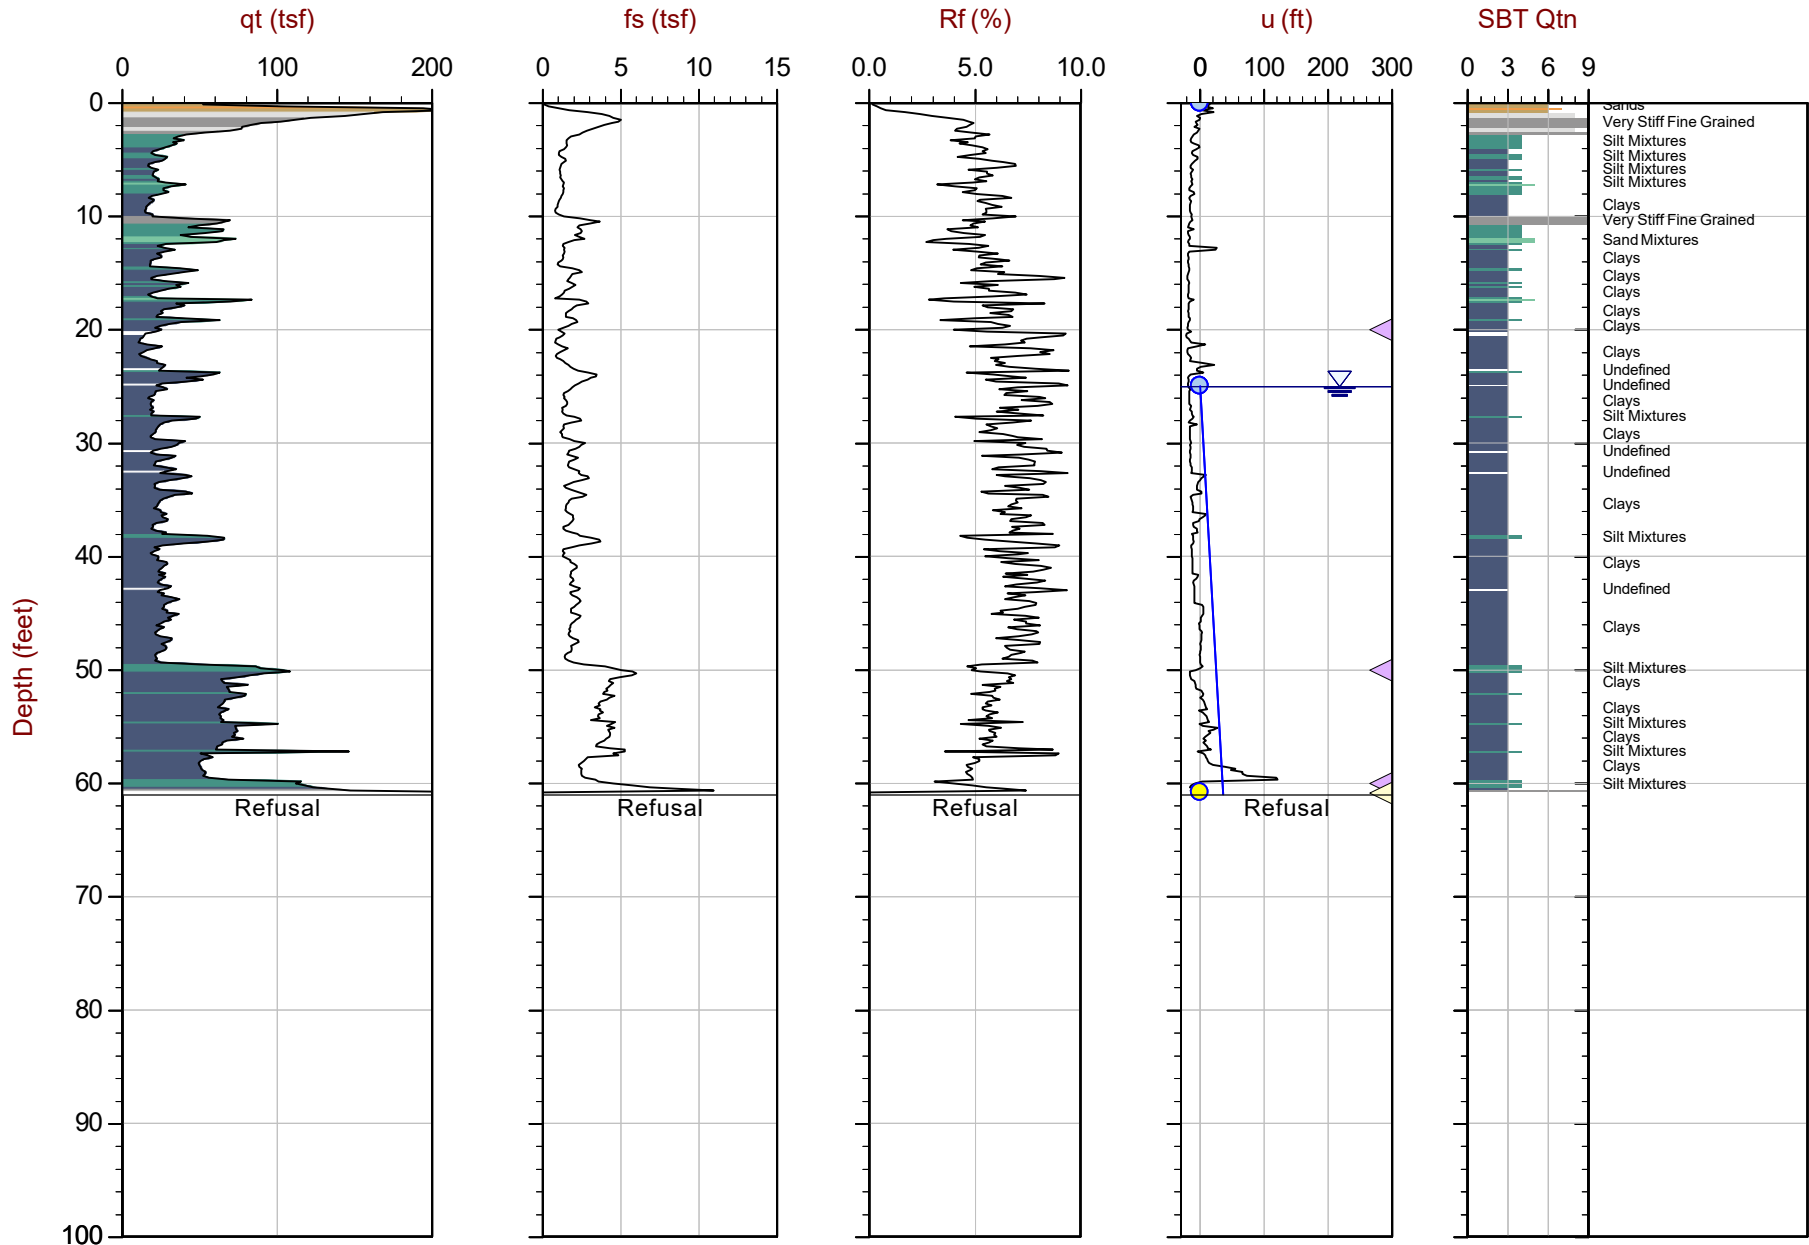 qt (tsf) fs (tsf) Rf (%) u (ft) SBT Qtn
0 100 200 0 5 10 15 0.0 5.0 10.0 0 100 200 300 0 3 6 9
0
Sands
Very Stiff Fine Grained
Silt Mixtures
Silt Mixtures
Silt Mixtures
Silt Mixtures
Clays
10
Very Stiff Fine Grained
Sand Mixtures
Clays
Clays
Clays
Clays
Clays
20
Clays
Undefined
Undefined
Clays
Silt Mixtures
Clays
30
Undefined
Undefined
Clays
Silt Mixtures
40
Clays
Undefined
Clays
Silt Mixtures
50
Clays
Clays
Silt Mixtures
Clays
Silt Mixtures
Clays
60
Silt Mixtures
Refusal Refusal Refusal Refusal
70
80
90
100
Depth (feet)